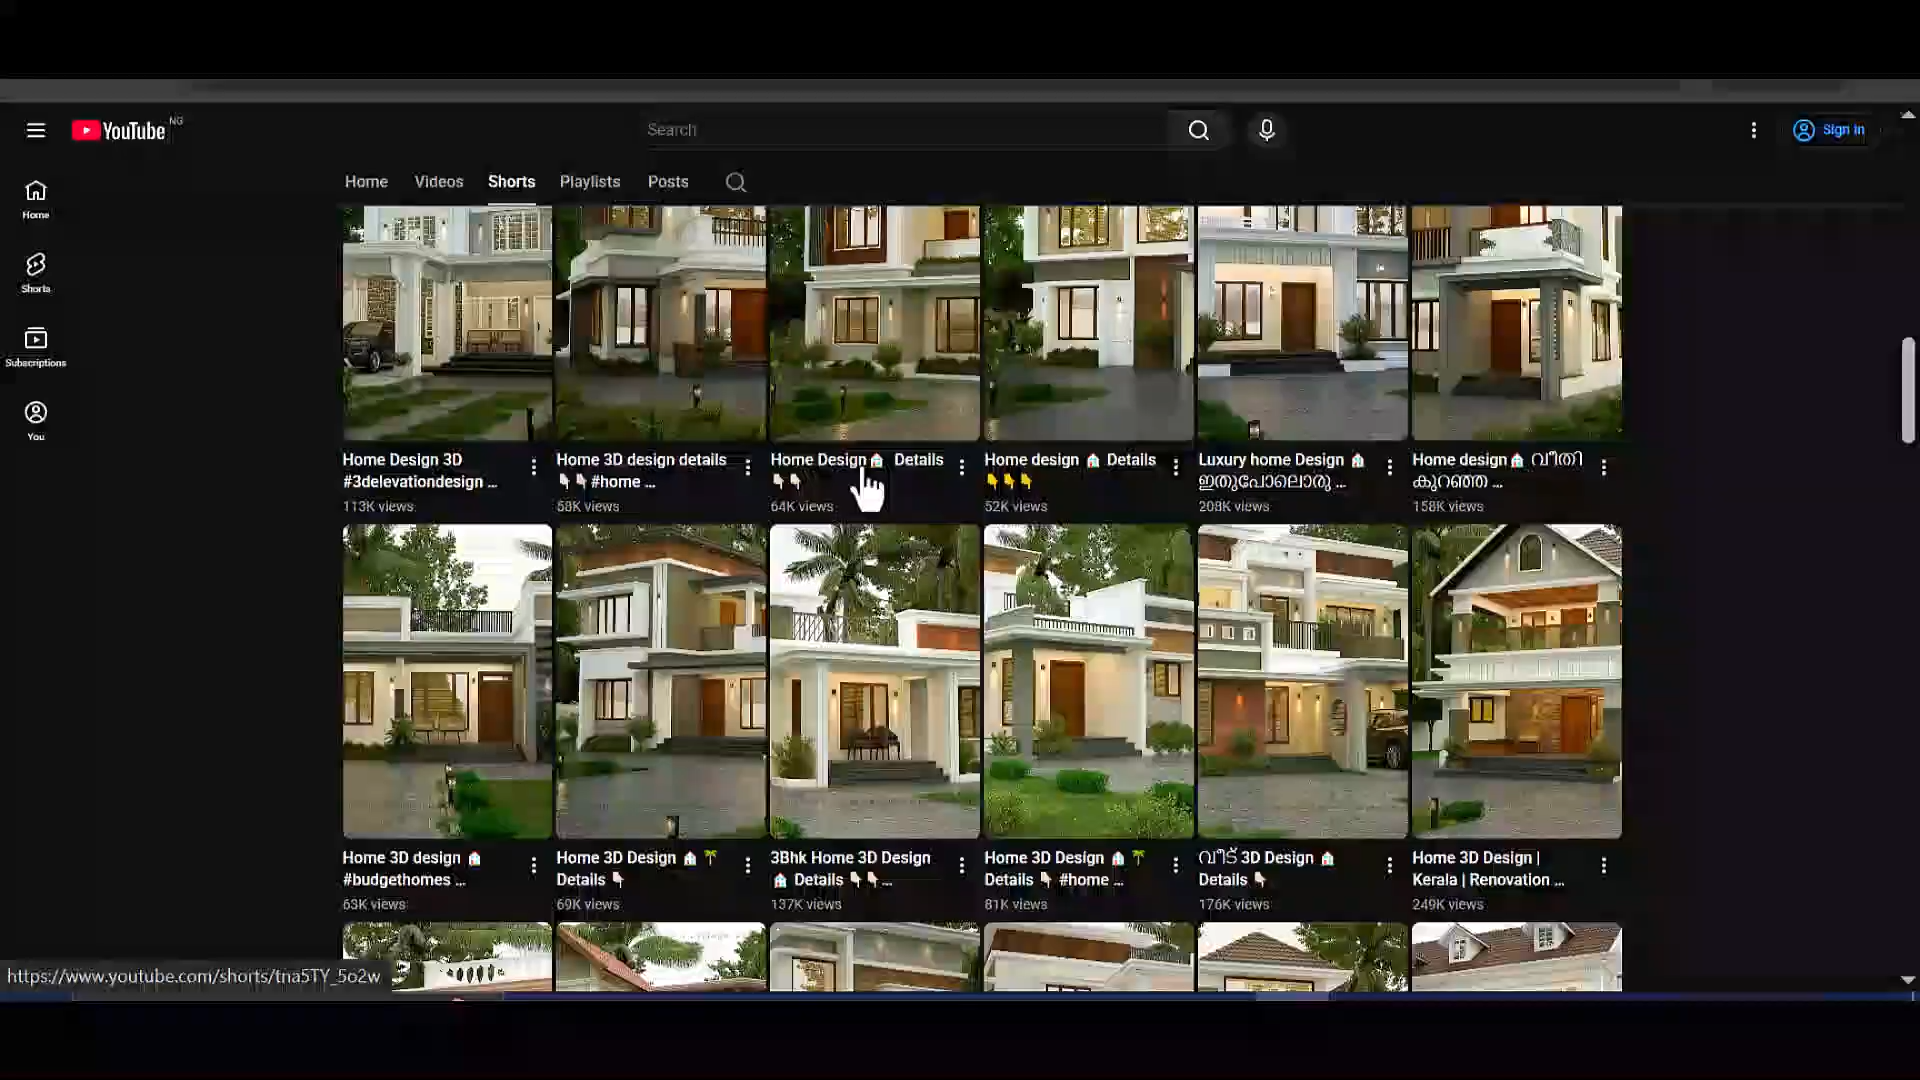 YouTube NG
Search
Sign in
Home Videos Shorts Playlists Posts
Home
Shorts
Subscriptions
You
Home Design 3D
#3delevationdesign ...
113K views
Home 3D design details
👇🏻👇🏻 #home ...
58K views
Home Design🏠 Details
👇🏻👇🏻
64K views
Home design 🏠 Details
👇👇👇
52K views
Luxury home Design 🏠
ഇതുപോലൊരു ...
208K views
Home design🏠 വീതി
കുറഞ്ഞ ...
158K views
Home 3D design 🏠
#budgethomes ...
63K views
Home 3D Design 🏠 🌴
Details 👇🏻
69K views
3Bhk Home 3D Design
🏠 Details 👇🏻👇🏻...
137K views
Home 3D Design 🏠 🌴
Details 👇🏻 #home ...
81K views
വീട് 3D Design 🏠
Details 👇🏻
176K views
Home 3D Design |
Kerala | Renovation ...
249K views
https://www.youtube.com/shorts/tna5TY_5o2w